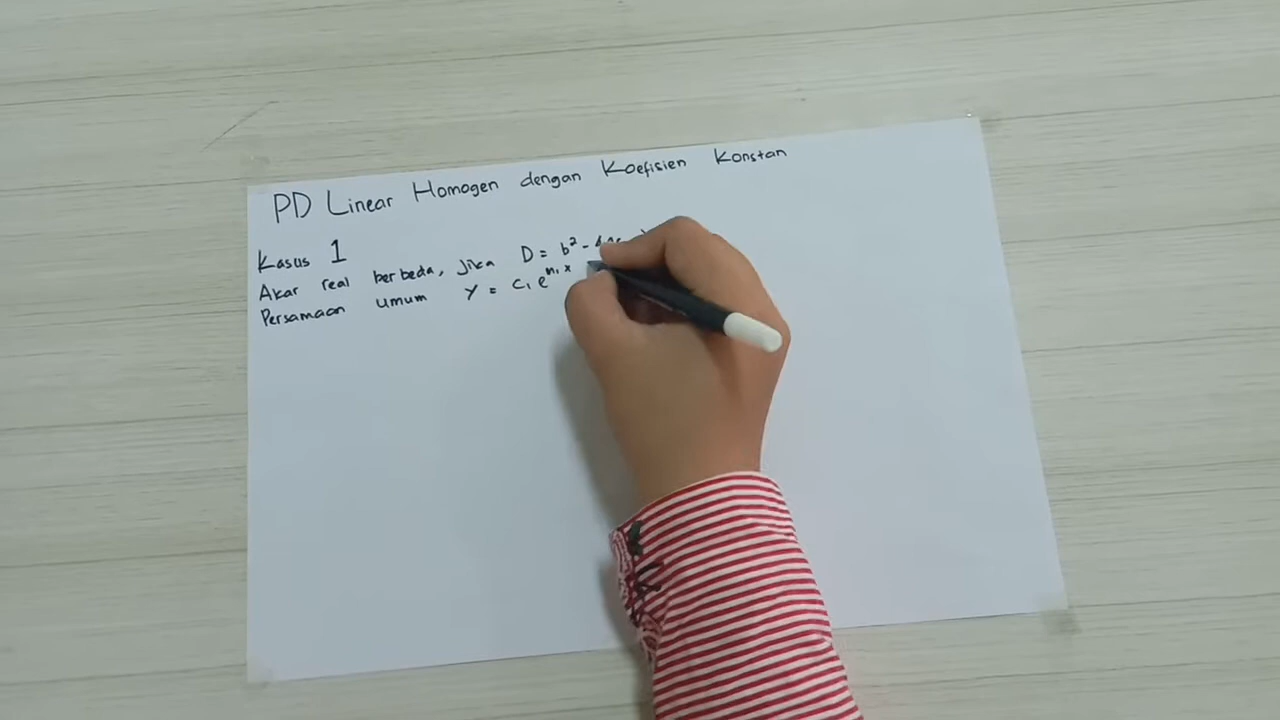 PD Linear Homogen dengan Koefisien Konstan
Kasus 1
Akar real berbeda, Jika D = b² -
Persamaan Umum y = c₁ e^m₁x